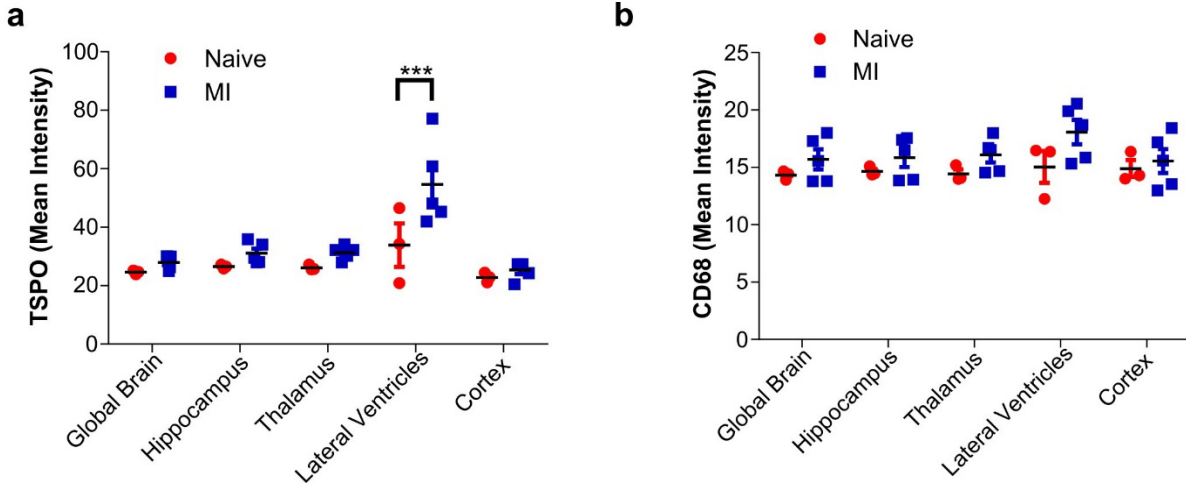 a
TSPO (Mean Intensity)
100
80
60
40
20
0
Naive
MI
***
Global Brain
Hippocampus
Thalamus
Lateral Ventricles
Cortex
b
CD68 (Mean Intensity)
25
20
15
10
5
0
Naive
MI
Global Brain
Hippocampus
Thalamus
Lateral Ventricles
Cortex